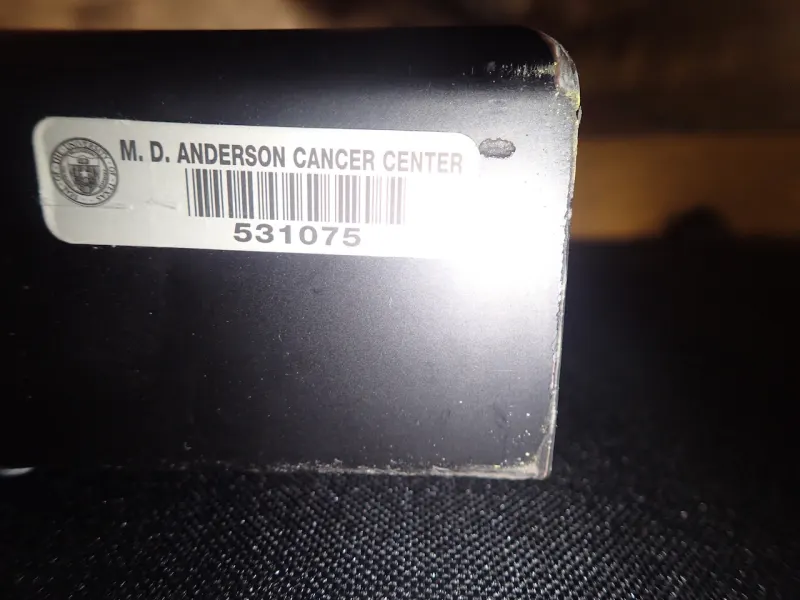 M. D. ANDERSON CANCER CENTER
531075